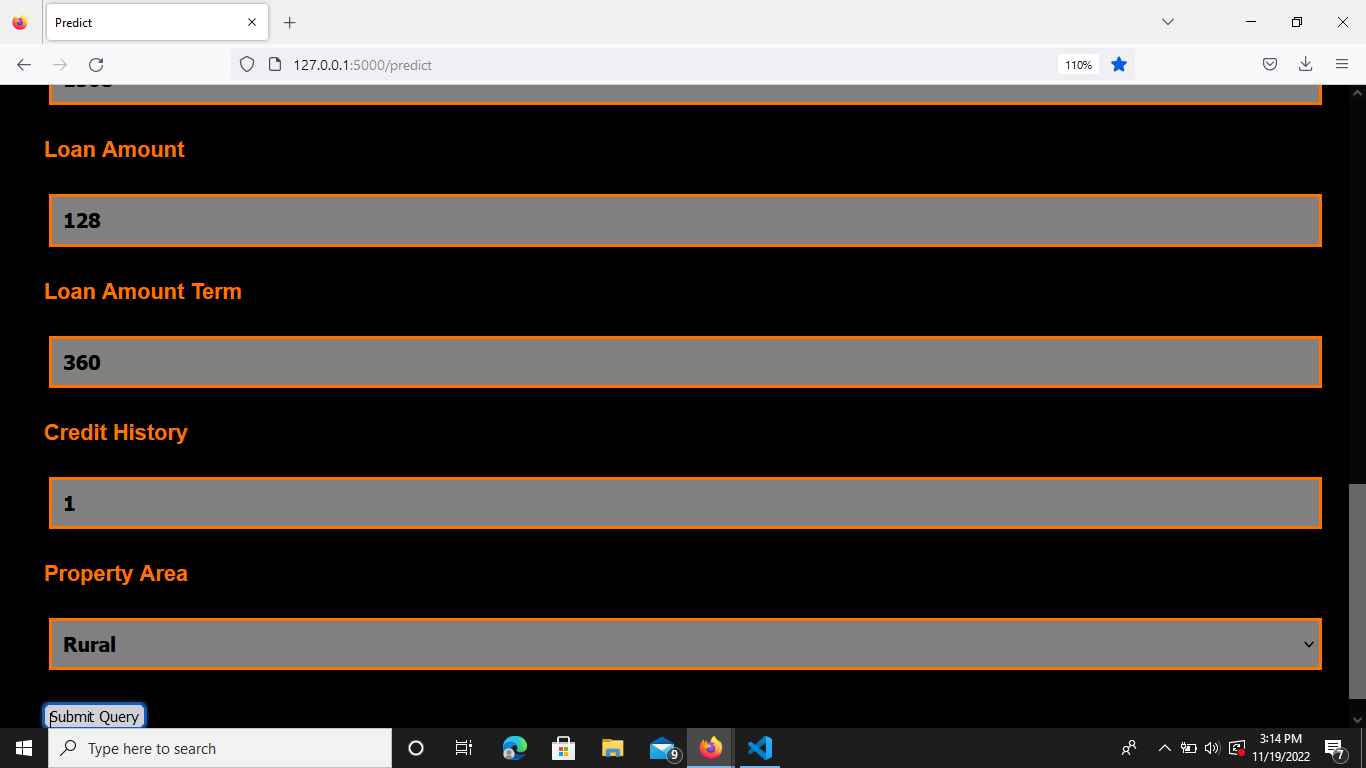 Predict
127.0.0.1:5000/predict
110%
Loan Amount
128
Loan Amount Term
360
Credit History
1
Property Area
Rural
Submit Query
Type here to search
9
3:14 PM
11/19/2022
7